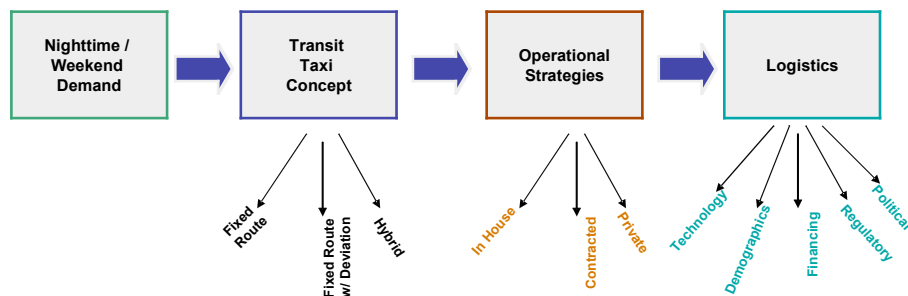 Nighttime /
Weekend
Demand
Transit
Taxi
Concept
Operational
Strategies
Logistics
Fixed
Route
Fixed Route
w/ Deviation
Hybrid
In House
Contracted
Private
Technology
Demographics
Financing
Regulatory
Political